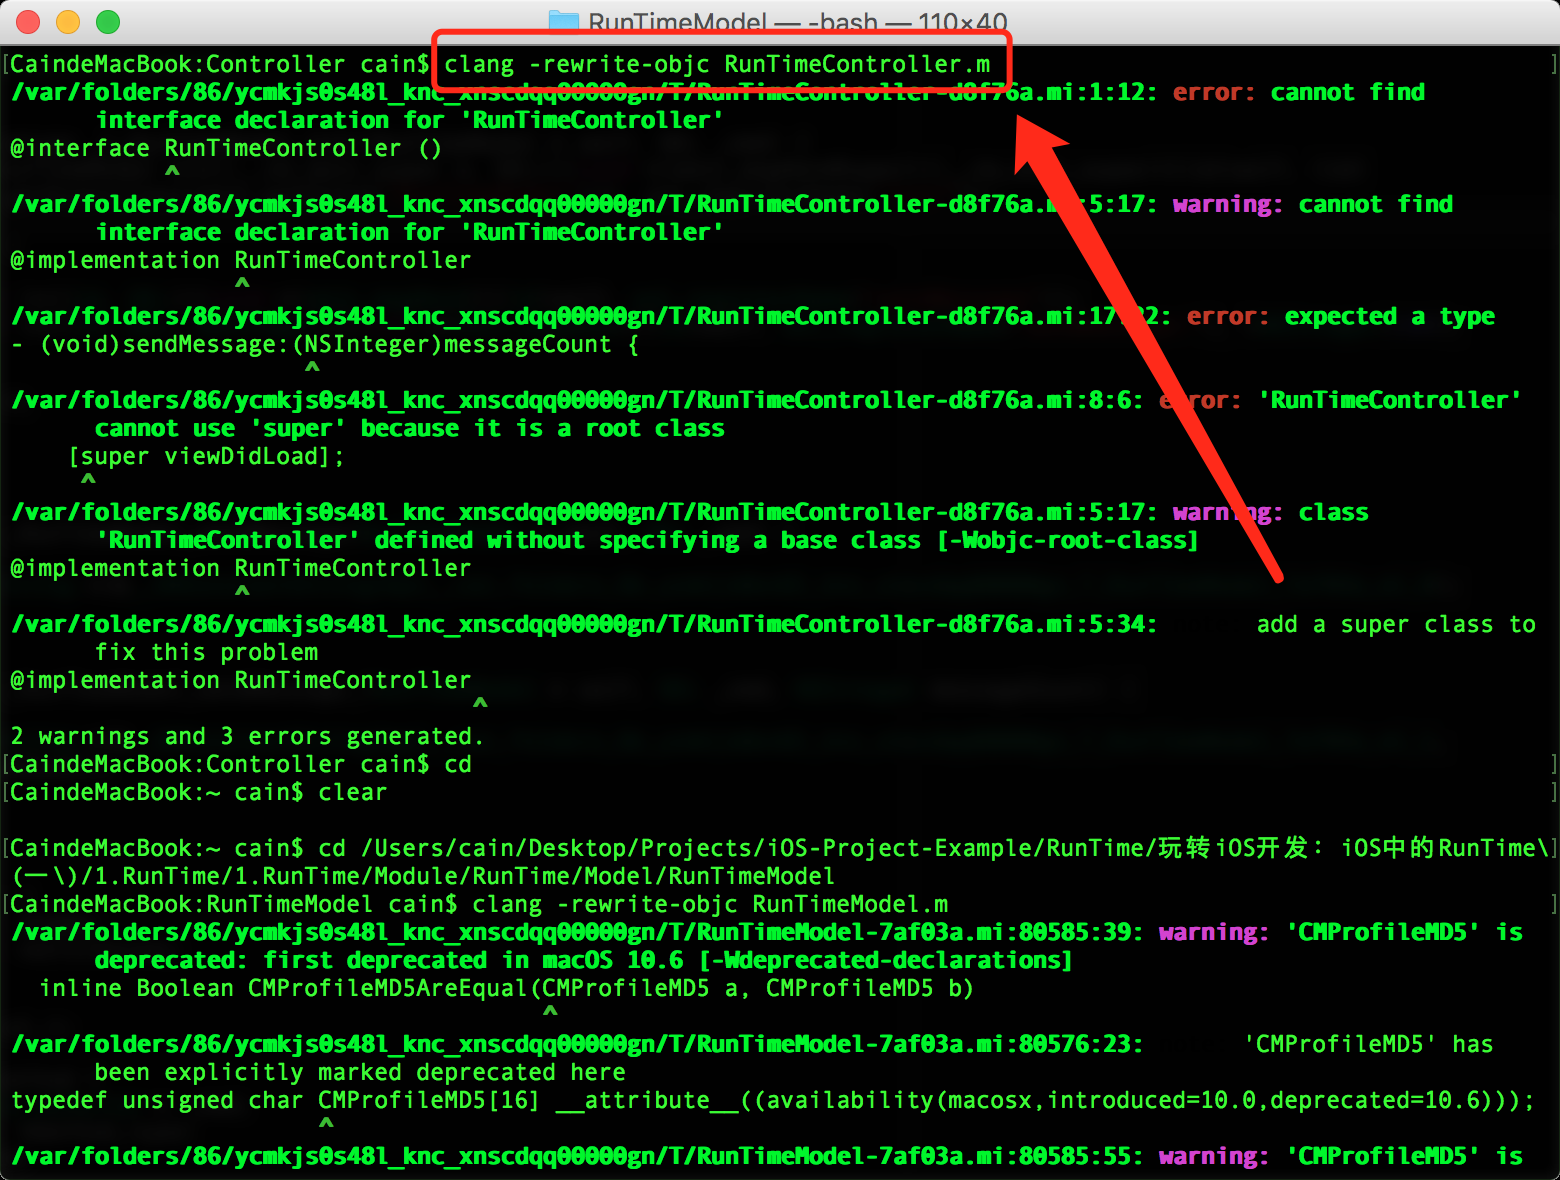 RunTimeModel — -bash — 110×40
[CaindeMacBook:Controller cain$ clang -rewrite-objc RunTimeController.m ]
/var/folders/86/ycmkjs0s48l_knc_xnscdqq00000gn/T/RunTimeController-d8f76a.mi:1:12: error: cannot find
interface declaration for 'RunTimeController'
@interface RunTimeController ()
^
/var/folders/86/ycmkjs0s48l_knc_xnscdqq00000gn/T/RunTimeController-d8f76a.mi:5:17: warning: cannot find
interface declaration for 'RunTimeController'
@implementation RunTimeController
^
/var/folders/86/ycmkjs0s48l_knc_xnscdqq00000gn/T/RunTimeController-d8f76a.mi:17:22: error: expected a type
- (void)sendMessage:(NSInteger)messageCount {
^
/var/folders/86/ycmkjs0s48l_knc_xnscdqq00000gn/T/RunTimeController-d8f76a.mi:8:6: error: 'RunTimeController'
cannot use 'super' because it is a root class
[super viewDidLoad];
^
/var/folders/86/ycmkjs0s48l_knc_xnscdqq00000gn/T/RunTimeController-d8f76a.mi:5:17: warning: class
'RunTimeController' defined without specifying a base class [-Wobjc-root-class]
@implementation RunTimeController
^
/var/folders/86/ycmkjs0s48l_knc_xnscdqq00000gn/T/RunTimeController-d8f76a.mi:5:34: add a super class to
fix this problem
@implementation RunTimeController
^
2 warnings and 3 errors generated.
[CaindeMacBook:Controller cain$ cd ]
[CaindeMacBook:~ cain$ clear ]
[CaindeMacBook:~ cain$ cd /Users/cain/Desktop/Projects/iOS-Project-Example/RunTime/玩转iOS开发：iOS中的RunTime\]
(一\)/1.RunTime/1.RunTime/Module/RunTime/Model/RunTimeModel
[CaindeMacBook:RunTimeModel cain$ clang -rewrite-objc RunTimeModel.m ]
/var/folders/86/ycmkjs0s48l_knc_xnscdqq00000gn/T/RunTimeModel-7af03a.mi:80585:39: warning: 'CMProfileMD5' is
deprecated: first deprecated in macOS 10.6 [-Wdeprecated-declarations]
inline Boolean CMProfileMD5AreEqual(CMProfileMD5 a, CMProfileMD5 b)
^
/var/folders/86/ycmkjs0s48l_knc_xnscdqq00000gn/T/RunTimeModel-7af03a.mi:80576:23: 'CMProfileMD5' has
been explicitly marked deprecated here
typedef unsigned char CMProfileMD5[16] __attribute__((availability(macosx,introduced=10.0,deprecated=10.6)));
^
/var/folders/86/ycmkjs0s48l_knc_xnscdqq00000gn/T/RunTimeModel-7af03a.mi:80585:55: warning: 'CMProfileMD5' is